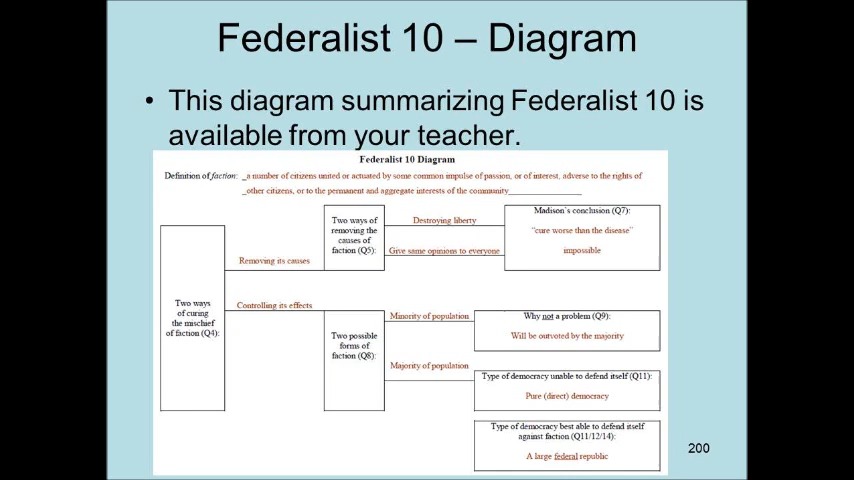 Federalist 10 – Diagram
• This diagram summarizing Federalist 10 is
available from your teacher.
Federalist 10 Diagram
Definition of faction: _a number of citizens united or actuated by some common impulse of passion, or of interest, adverse to the rights of
_other citizens, or to the permanent and aggregate interests of the community_
Two ways
of curing
the mischief
of faction (Q4):
Removing its causes
Controlling its effects
Two ways of
removing the
causes of
faction (Q5):
Destroying liberty
Give same opinions to everyone
Madison's conclusion (Q7):
"cure worse than the disease"
impossible
Two possible
forms of
faction (Q8):
Minority of population
Majority of population
Why not a problem (Q9):
Will be outvoted by the majority
Type of democracy unable to defend itself (Q11):
Pure (direct) democracy
Type of democracy best able to defend itself
against faction (Q11/12/14):
A large federal republic
200